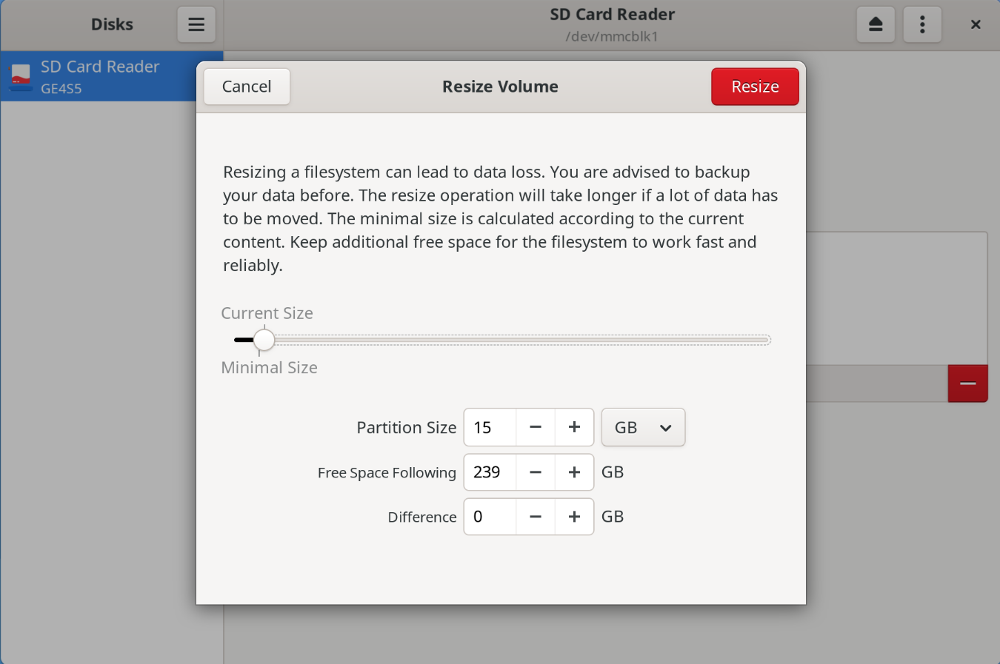 Disks
SD Card Reader
/dev/mmcblk1
SD Card Reader
GE4S5
Cancel
Resize Volume
Resize
Resizing a filesystem can lead to data loss. You are advised to backup
your data before. The resize operation will take longer if a lot of data has
to be moved. The minimal size is calculated according to the current
content. Keep additional free space for the filesystem to work fast and
reliably.
Current Size
Minimal Size
Partition Size 15 − + GB
Free Space Following 239 − + GB
Difference 0 − + GB